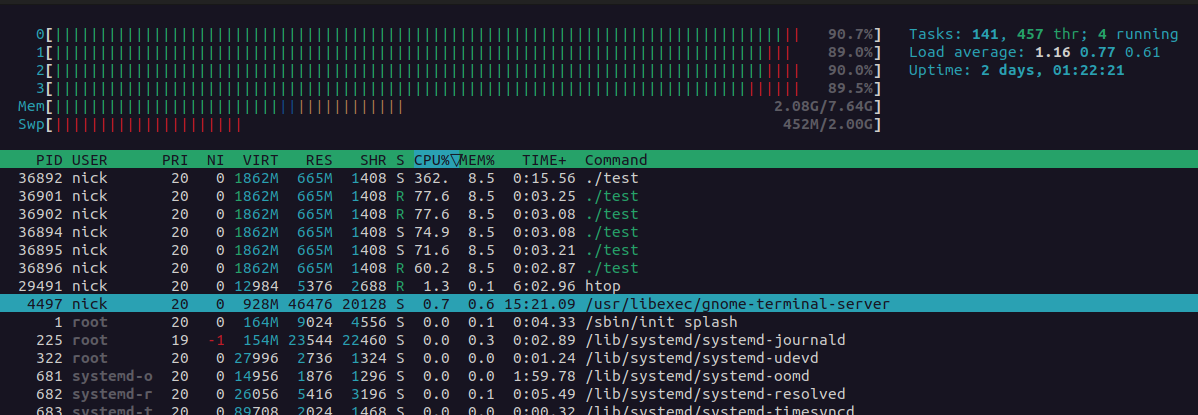 0[ 90.7%] Tasks: 141, 457 thr; 4 running
1[ 89.0%] Load average: 1.16 0.77 0.61
2[ 90.0%] Uptime: 2 days, 01:22:21
3[ 89.5%]
Mem[ 2.08G/7.64G]
Swp[ 452M/2.00G]
PID USER PRI NI VIRT RES SHR S CPU%▽MEM% TIME+ Command
36892 nick 20 0 1862M 665M 1408 S 362. 8.5 0:15.56 ./test
36901 nick 20 0 1862M 665M 1408 R 77.6 8.5 0:03.25 ./test
36902 nick 20 0 1862M 665M 1408 R 77.6 8.5 0:03.08 ./test
36894 nick 20 0 1862M 665M 1408 S 74.9 8.5 0:03.08 ./test
36895 nick 20 0 1862M 665M 1408 S 71.6 8.5 0:03.21 ./test
36896 nick 20 0 1862M 665M 1408 R 60.2 8.5 0:02.87 ./test
29491 nick 20 0 12984 5376 2688 R 1.3 0.1 6:02.96 htop
4497 nick 20 0 928M 46476 20128 S 0.7 0.6 15:21.09 /usr/libexec/gnome-terminal-server
1 root 20 0 164M 9024 4556 S 0.0 0.1 0:04.33 /sbin/init splash
225 root 19 -1 154M 23544 22460 S 0.0 0.3 0:02.89 /lib/systemd/systemd-journald
322 root 20 0 27996 2736 1324 S 0.0 0.0 0:01.24 /lib/systemd/systemd-udevd
681 systemd-o 20 0 14956 1876 1296 S 0.0 0.0 1:59.78 /lib/systemd/systemd-oomd
682 systemd-r 20 0 26056 5416 3196 S 0.0 0.1 0:05.49 /lib/systemd/systemd-resolved
683 systemd-t 20 0 89708 2024 1468 S 0.0 0.0 0:00.32 /lib/systemd/systemd-timesyncd